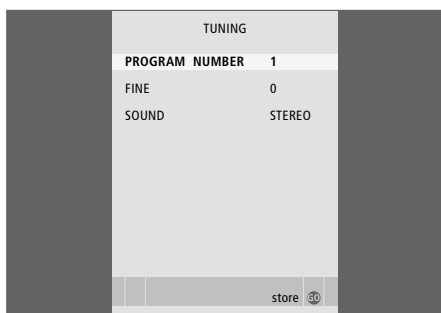 TUNING
PROGRAM NUMBER 1
FINE 0
SOUND STEREO
store GO